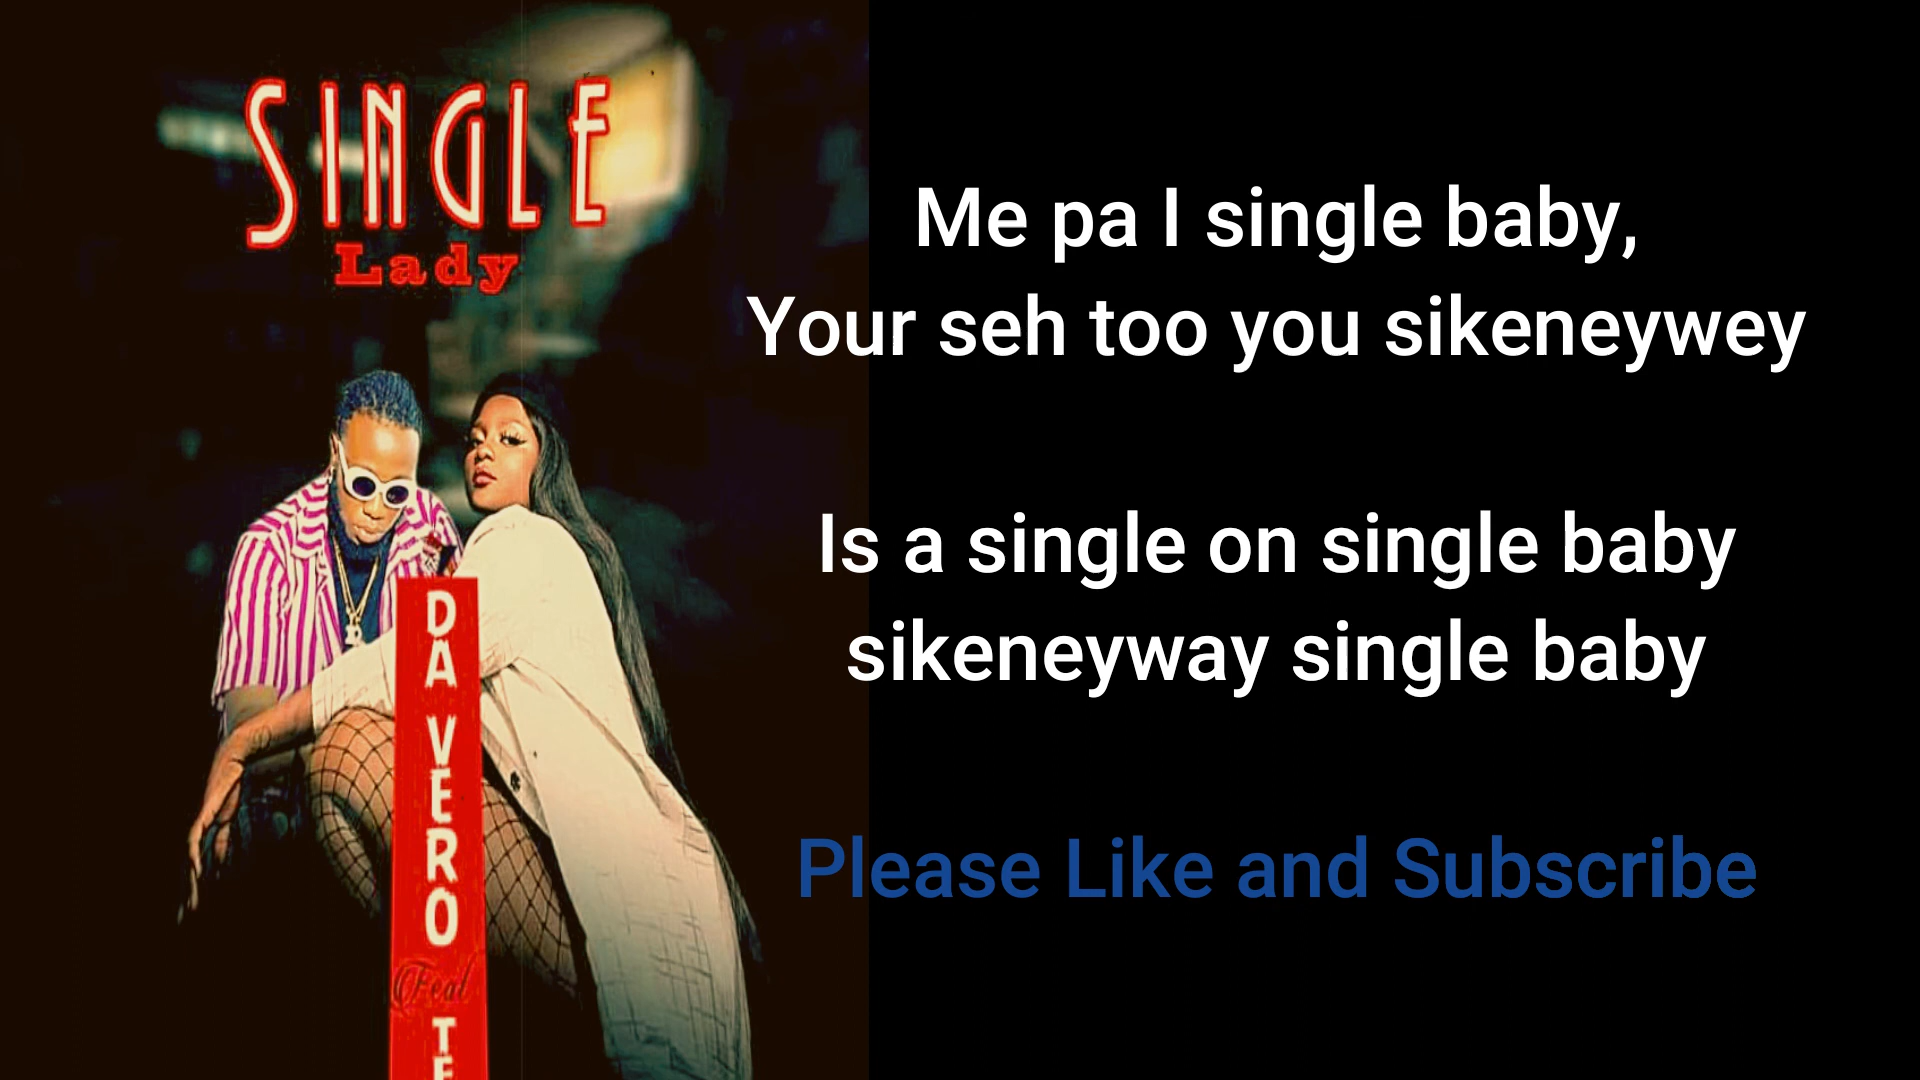 SINGLE
Lady
DA VERO
Feat
TE
Me pa I single baby,
Your seh too you sikeneywey
Is a single on single baby
sikeneyway single baby
Please Like and Subscribe